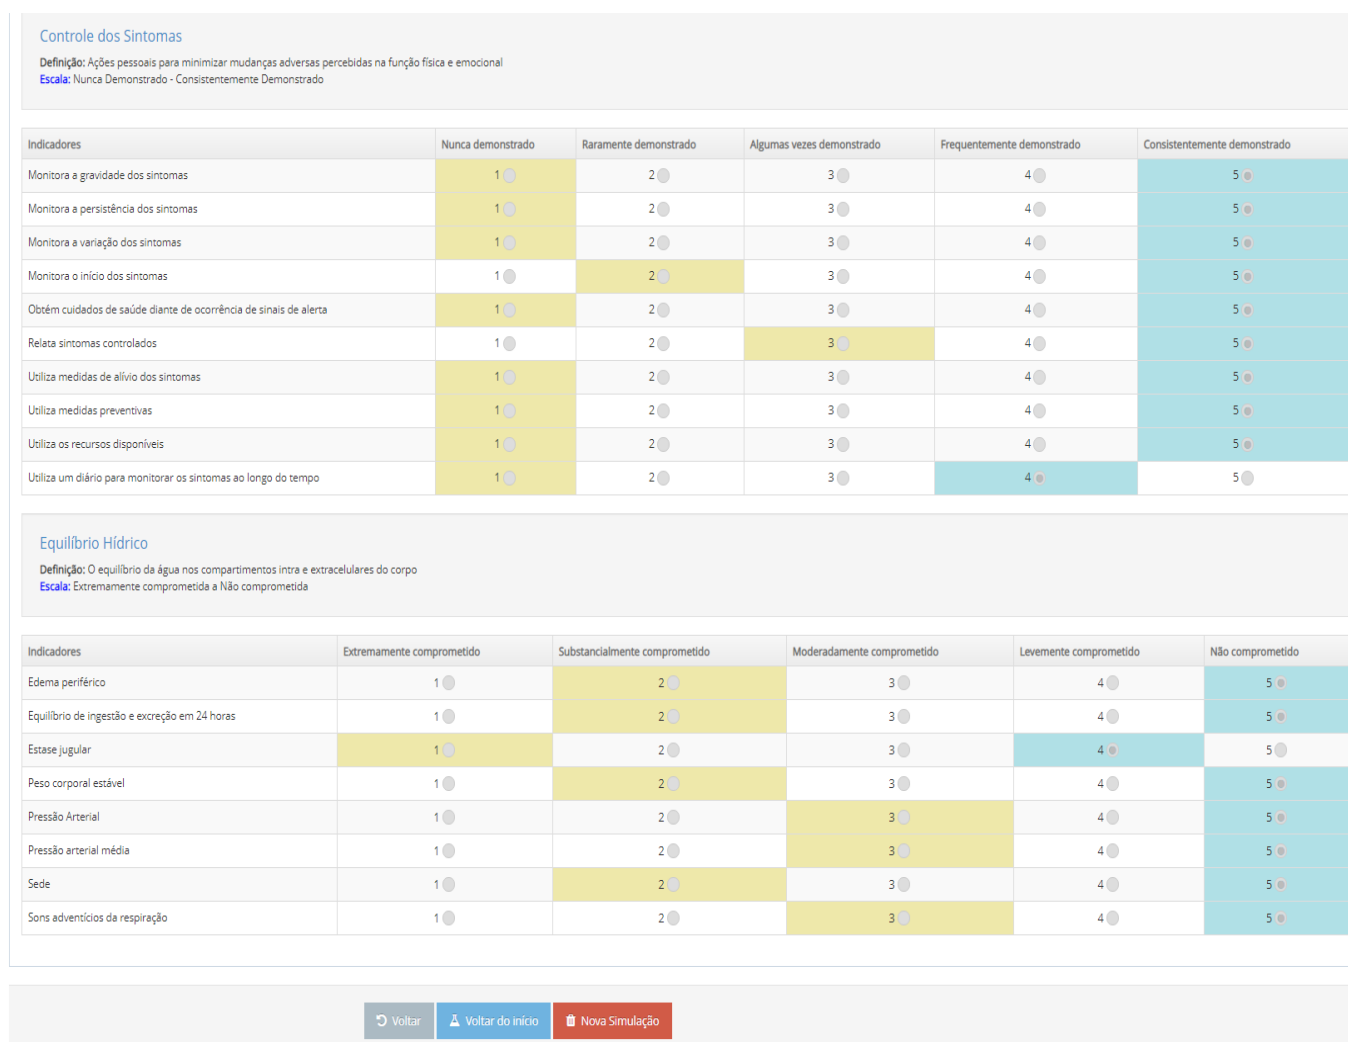 Controle dos Sintomas
Definição: Ações pessoais para minimizar mudanças adversas percebidas na função física e emocional
Escala: Nunca Demonstrado - Consistentemente Demonstrado
Indicadores Nunca demonstrado Raramente demonstrado Algumas vezes demonstrado Frequentemente demonstrado Consistentemente demonstrado
Monitora a gravidade dos sintomas 1 2 3 4 5
Monitora a persistência dos sintomas 1 2 3 4 5
Monitora a variação dos sintomas 1 2 3 4 5
Monitora o início dos sintomas 1 2 3 4 5
Obtém cuidados de saúde diante de ocorrência de sinais de alerta 1 2 3 4 5
Relata sintomas controlados 1 2 3 4 5
Utiliza medidas de alívio dos sintomas 1 2 3 4 5
Utiliza medidas preventivas 1 2 3 4 5
Utiliza os recursos disponíveis 1 2 3 4 5
Utiliza um diário para monitorar os sintomas ao longo do tempo 1 2 3 4 5
Equilíbrio Hídrico
Definição: O equilíbrio da água nos compartimentos intra e extracelulares do corpo
Escala: Extremamente comprometida a Não comprometida
Indicadores Extremamente comprometido Substancialmente comprometido Moderadamente comprometido Levemente comprometido Não comprometido
Edema periférico 1 2 3 4 5
Equilíbrio de ingestão e excreção em 24 horas 1 2 3 4 5
Estase jugular 1 2 3 4 5
Peso corporal estável 1 2 3 4 5
Pressão Arterial 1 2 3 4 5
Pressão arterial média 1 2 3 4 5
Sede 1 2 3 4 5
Sons adventícios da respiração 1 2 3 4 5
Voltar Voltar do início Nova Simulação